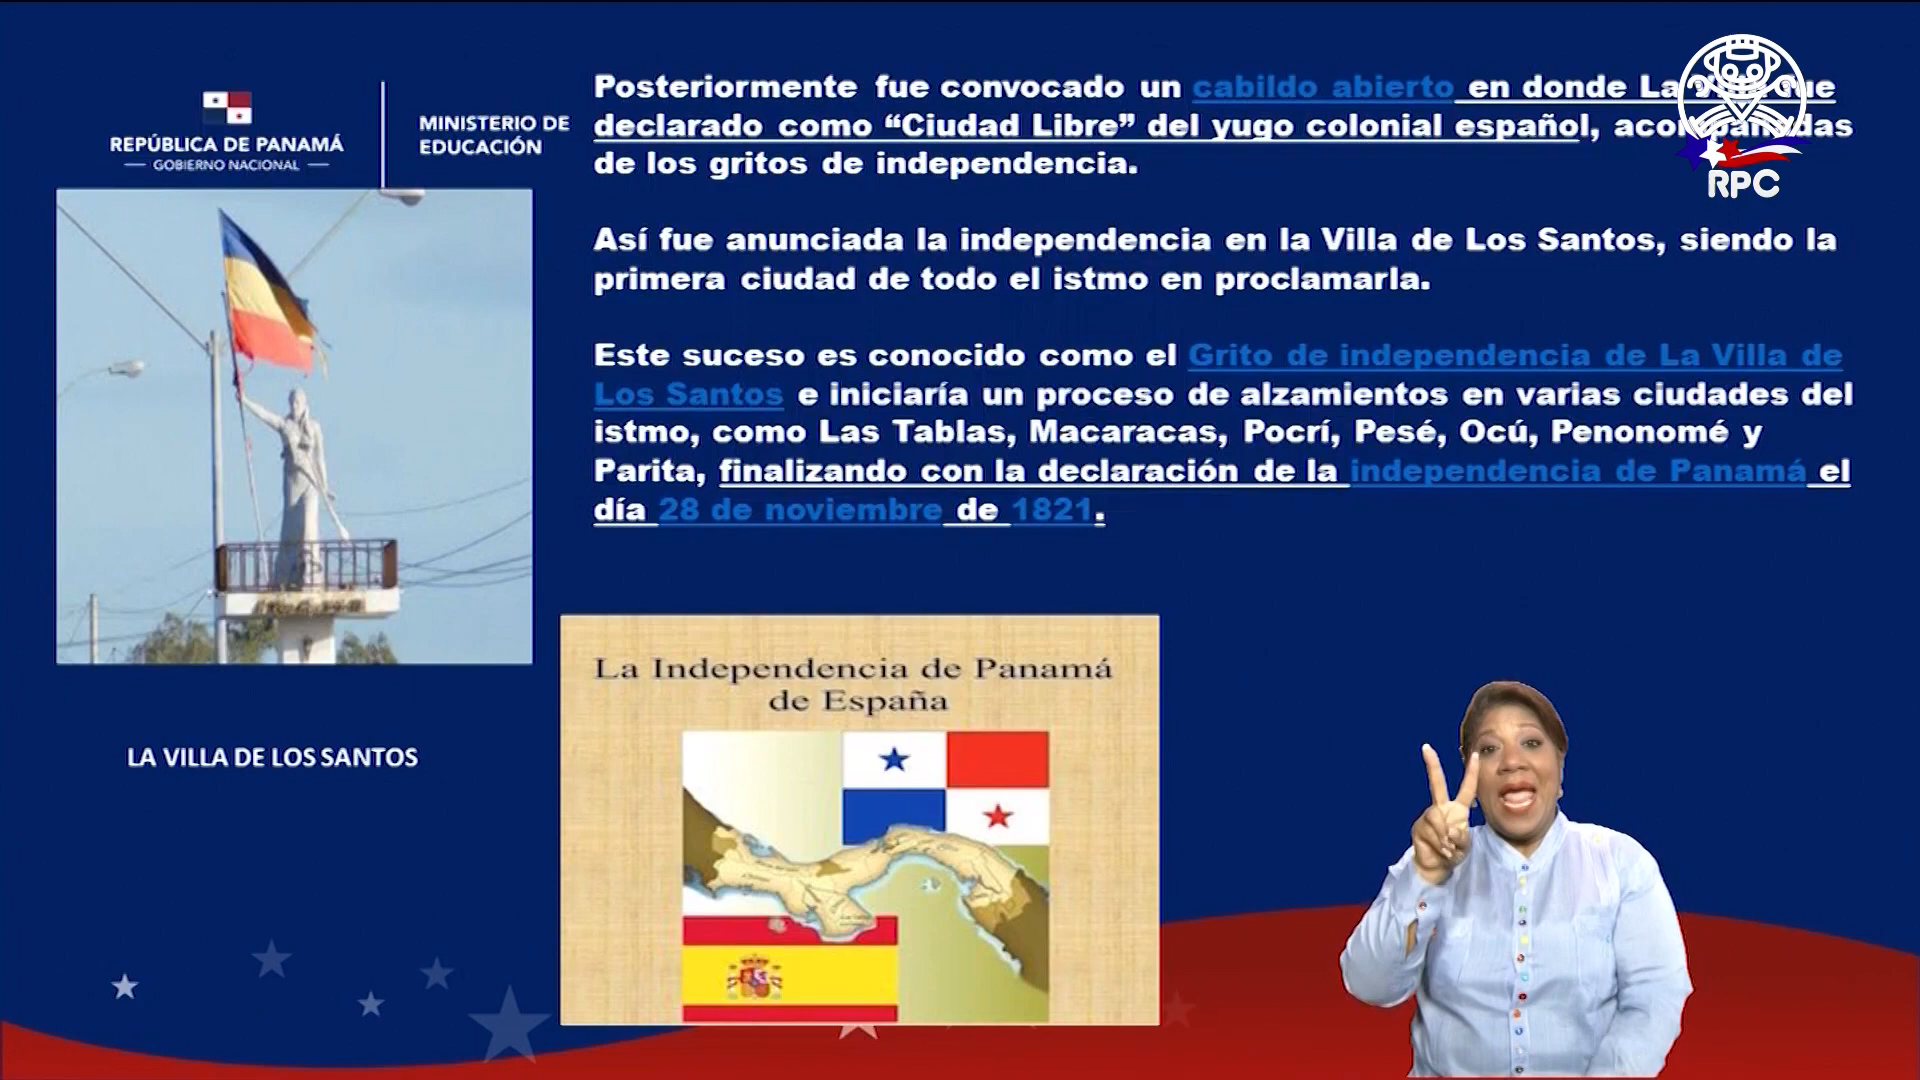 REPÚBLICA DE PANAMÁ
GOBIERNO NACIONAL
MINISTERIO DE
EDUCACIÓN
Posteriormente fue convocado un cabildo abierto en donde La Villa fue
declarado como “Ciudad Libre” del yugo colonial español, acompañadas
de los gritos de independencia.
Así fue anunciada la independencia en la Villa de Los Santos, siendo la
primera ciudad de todo el istmo en proclamarla.
Este suceso es conocido como el Grito de independencia de La Villa de
Los Santos e iniciaría un proceso de alzamientos en varias ciudades del
istmo, como Las Tablas, Macaracas, Pocrí, Pesé, Ocú, Penonomé y
Parita, finalizando con la declaración de la independencia de Panamá el
día 28 de noviembre de 1821.
RPC
LA VILLA DE LOS SANTOS
La Independencia de Panamá
de España